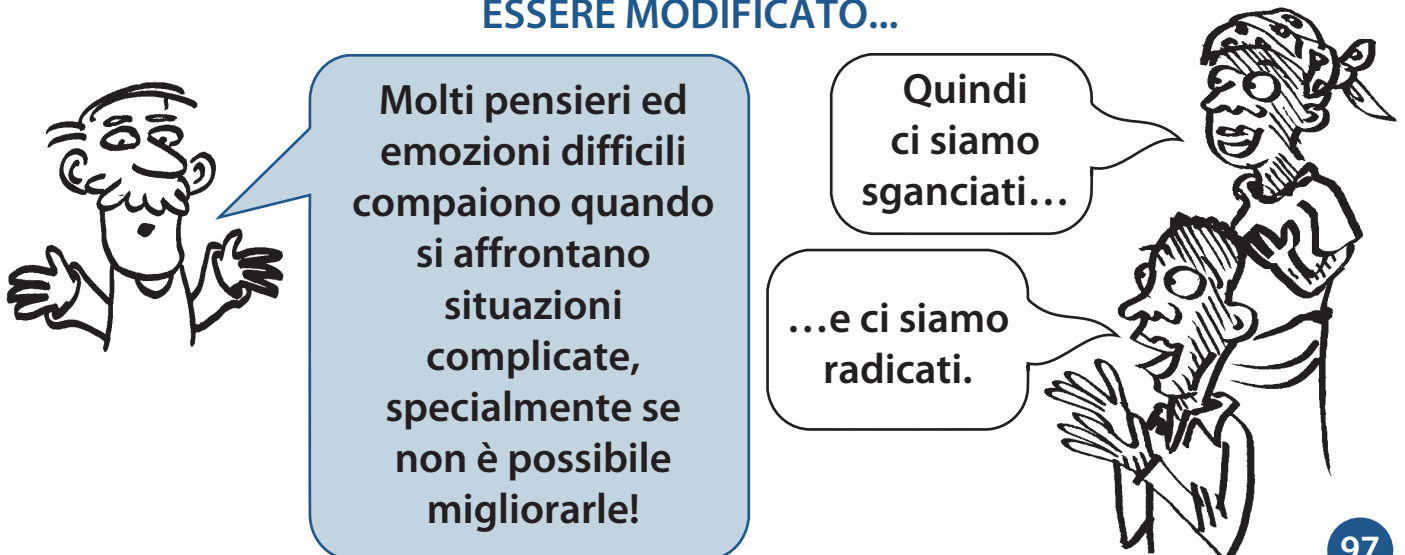 ESSERE MODIFICATO...
Molti pensieri ed
emozioni difficili
compaiono quando
si affrontano
situazioni
complicate,
specialmente se
non è possibile
migliorarle!
Quindi
ci siamo
sganciati…
…e ci siamo
radicati.
97